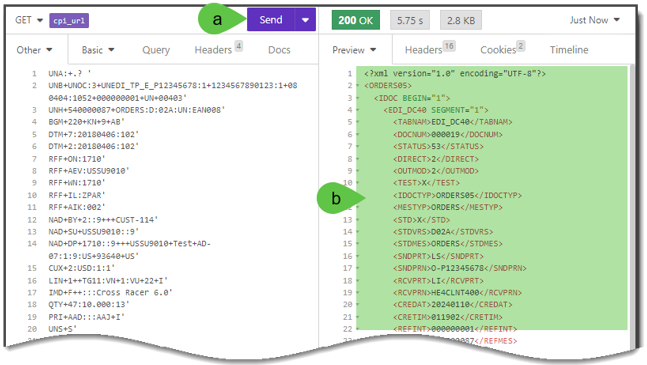 GET cpi_url
a
Send
200 OK 5.75 s 2.8 KB Just Now
Other Basic Query Headers 4 Docs
Preview Headers 16 Cookies 2 Timeline
1 UNA:+.? '
2 UNB+UNOC:3+UNEDI_TP_E_P12345678:1+1234567890123:1+08
0404:1052+000000001+UN+00403'
3 UNH+540000087+ORDERS:D:02A:UN:EAN008'
4 BGM+220+KN+9+AB'
5 DTM+7:20180406:102'
6 DTM+2:20180406:102'
7 RFF+ON:1710'
8 RFF+AEV:USSU9010'
9 RFF+WN:1710'
10 RFF+IL:ZPAR'
11 RFF+AIK:002'
12 NAD+BY+2::9+++CUST-114'
13 NAD+SU+USSU9010::9'
14 NAD+DP+1710::9+++USSU9010+Test+AD-
07:1:9:US+93640+US'
15 CUX+2:USD:1:1'
16 LIN+1++TG11:VN+1:VU+22+I'
17 IMD+F++:::Cross Racer 6.0'
18 QTY+47:10.000:13'
19 PRI+AAD:::AAJ+I'
20 UNS+S'
b
1 <?xml version="1.0" encoding="UTF-8"?>
2 <ORDERS05>
3 <IDOC BEGIN="1">
4 <EDI_DC40 SEGMENT="1">
5 <TABNAM>EDI_DC40</TABNAM>
6 <DOCNUM>000019</DOCNUM>
7 <STATUS>53</STATUS>
8 <DIRECT>2</DIRECT>
9 <OUTMOD>2</OUTMOD>
10 <TEST>X</TEST>
11 <IDOCTYP>ORDERS05</IDOCTYP>
12 <MESTYP>ORDERS</MESTYP>
13 <STD>X</STD>
14 <STDVRS>D02A</STDVRS>
15 <STDMES>ORDERS</STDMES>
16 <SNDPRT>LS</SNDPRT>
17 <SNDPRN>O-P12345678</SNDPRN>
18 <RCVPRT>LI</RCVPRT>
19 <RCVPRN>HE4CLNT400</RCVPRN>
20 <CREDAT>20240110</CREDAT>
21 <CRETIM>011902</CRETIM>
22 <REFINT>000000001</REFINT>
0087</REFMES>